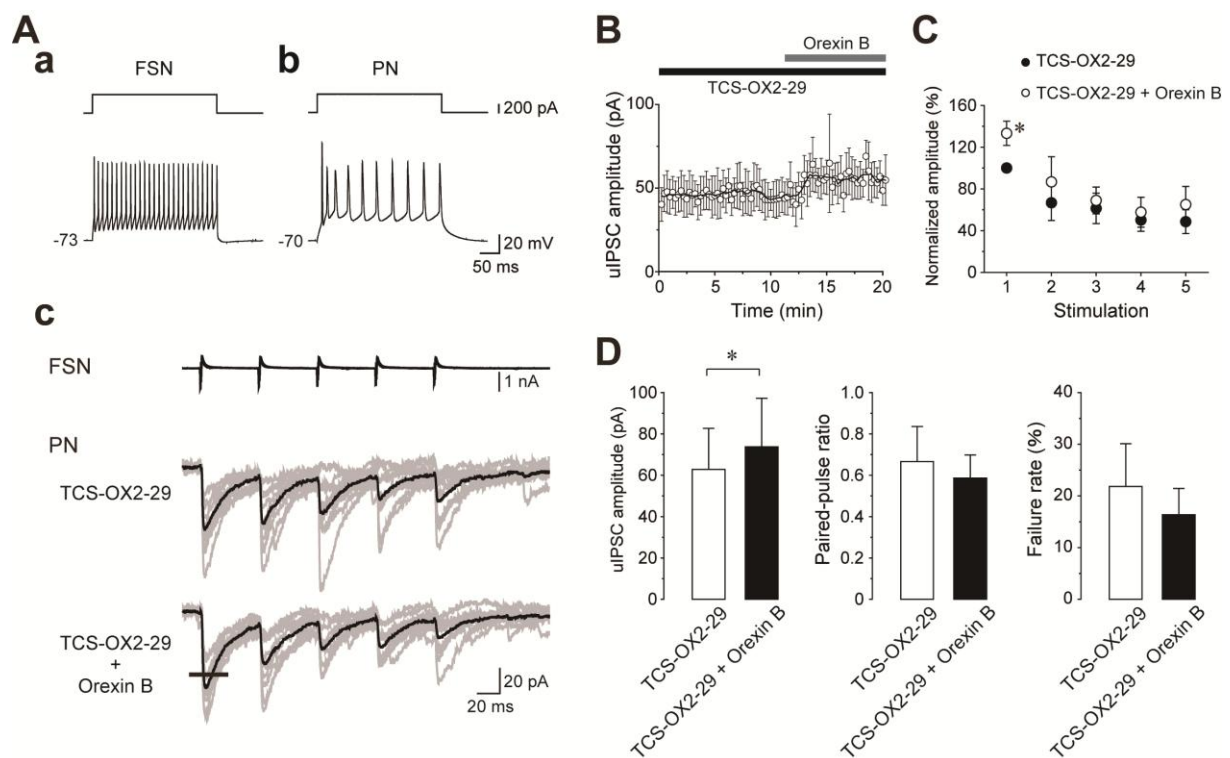 A
a
FSN
b
PN
200 pA
-73
-70
20 mV
50 ms
c
FSN
1 nA
PN
TCS-OX2-29
TCS-OX2-29
+
Orexin B
20 pA
20 ms
B
Orexin B
TCS-OX2-29
uIPSC amplitude (pA)
100
50
0
0
5
10
15
20
Time (min)
C
TCS-OX2-29
TCS-OX2-29 + Orexin B
Normalized amplitude (%)
160
120
80
40
0
*
1
2
3
4
5
Stimulation
D
uIPSC amplitude (pA)
100
80
60
40
20
0
*
TCS-OX2-29
TCS-OX2-29 + Orexin B
Paired-pulse ratio
1.0
0.8
0.6
0.4
0.2
0
TCS-OX2-29
TCS-OX2-29 + Orexin B
Failure rate (%)
40
30
20
10
0
TCS-OX2-29
TCS-OX2-29 + Orexin B